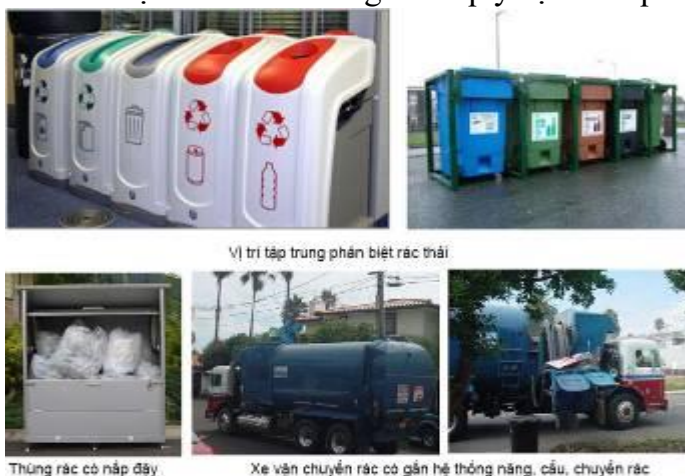 Vị trí tập trung phân biệt rác thải
Thùng rác có nắp đậy
Xe vận chuyển rác có gắn hệ thống nâng, cẩu, chuyển rác